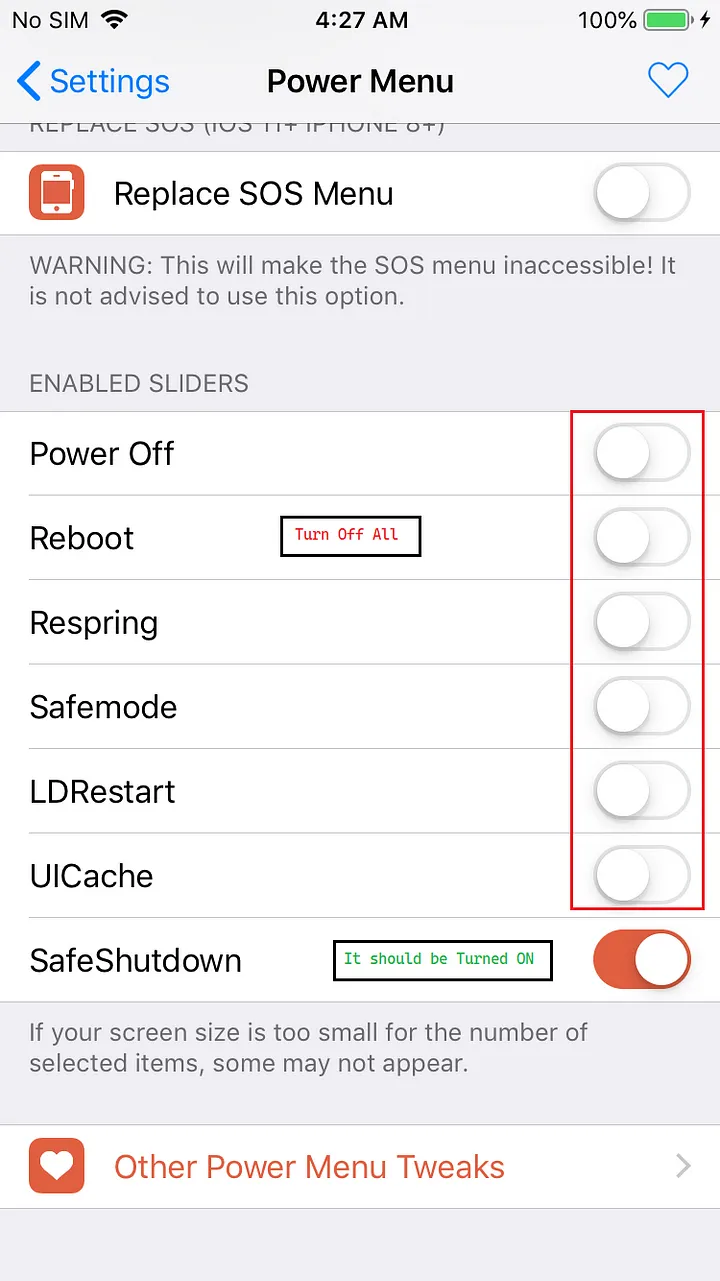 No SIM 4:27 AM 100%
Settings Power Menu
REPLACE SOS (IOS 11+ IPHONE 8+)
Replace SOS Menu
WARNING: This will make the SOS menu inaccessible! It
is not advised to use this option.
ENABLED SLIDERS
Power Off
Reboot Turn Off All
Respring
Safemode
LDRestart
UICache
SafeShutdown It should be Turned ON
If your screen size is too small for the number of
selected items, some may not appear.
Other Power Menu Tweaks